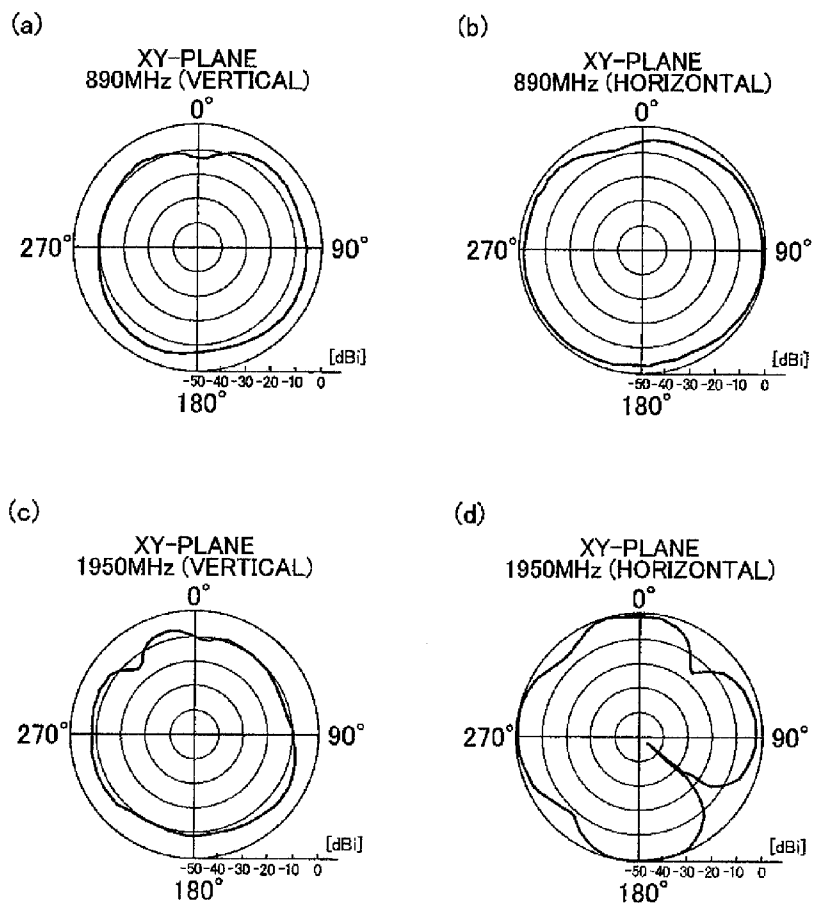 (a)
XY-PLANE
890MHz (VERTICAL)
0°
270°
90°
[dBi]
-50-40-30-20-10 0
180°
(b)
XY-PLANE
890MHz (HORIZONTAL)
0°
270°
90°
[dBi]
-50-40-30-20-10 0
180°
(c)
XY-PLANE
1950MHz (VERTICAL)
0°
270°
90°
[dBi]
-50-40-30-20-10 0
180°
(d)
XY-PLANE
1950MHz (HORIZONTAL)
0°
270°
90°
[dBi]
-50-40-30-20-10 0
180°